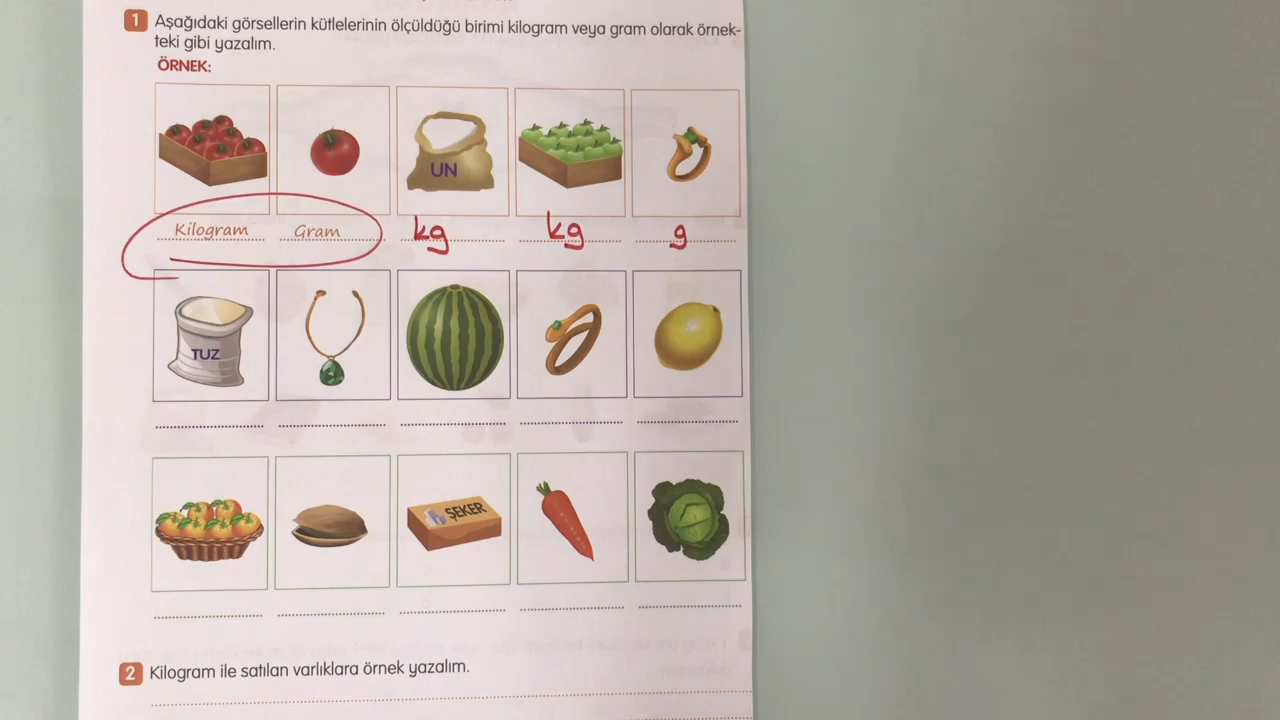 1 Aşağıdaki görsellerin kütlelerinin ölçüldüğü birimi kilogram veya gram olarak örnek-
teki gibi yazalım.
ÖRNEK:
UN
Kilogram Gram kg kg g
TUZ
ŞEKER
2 Kilogram ile satılan varlıklara örnek yazalım.